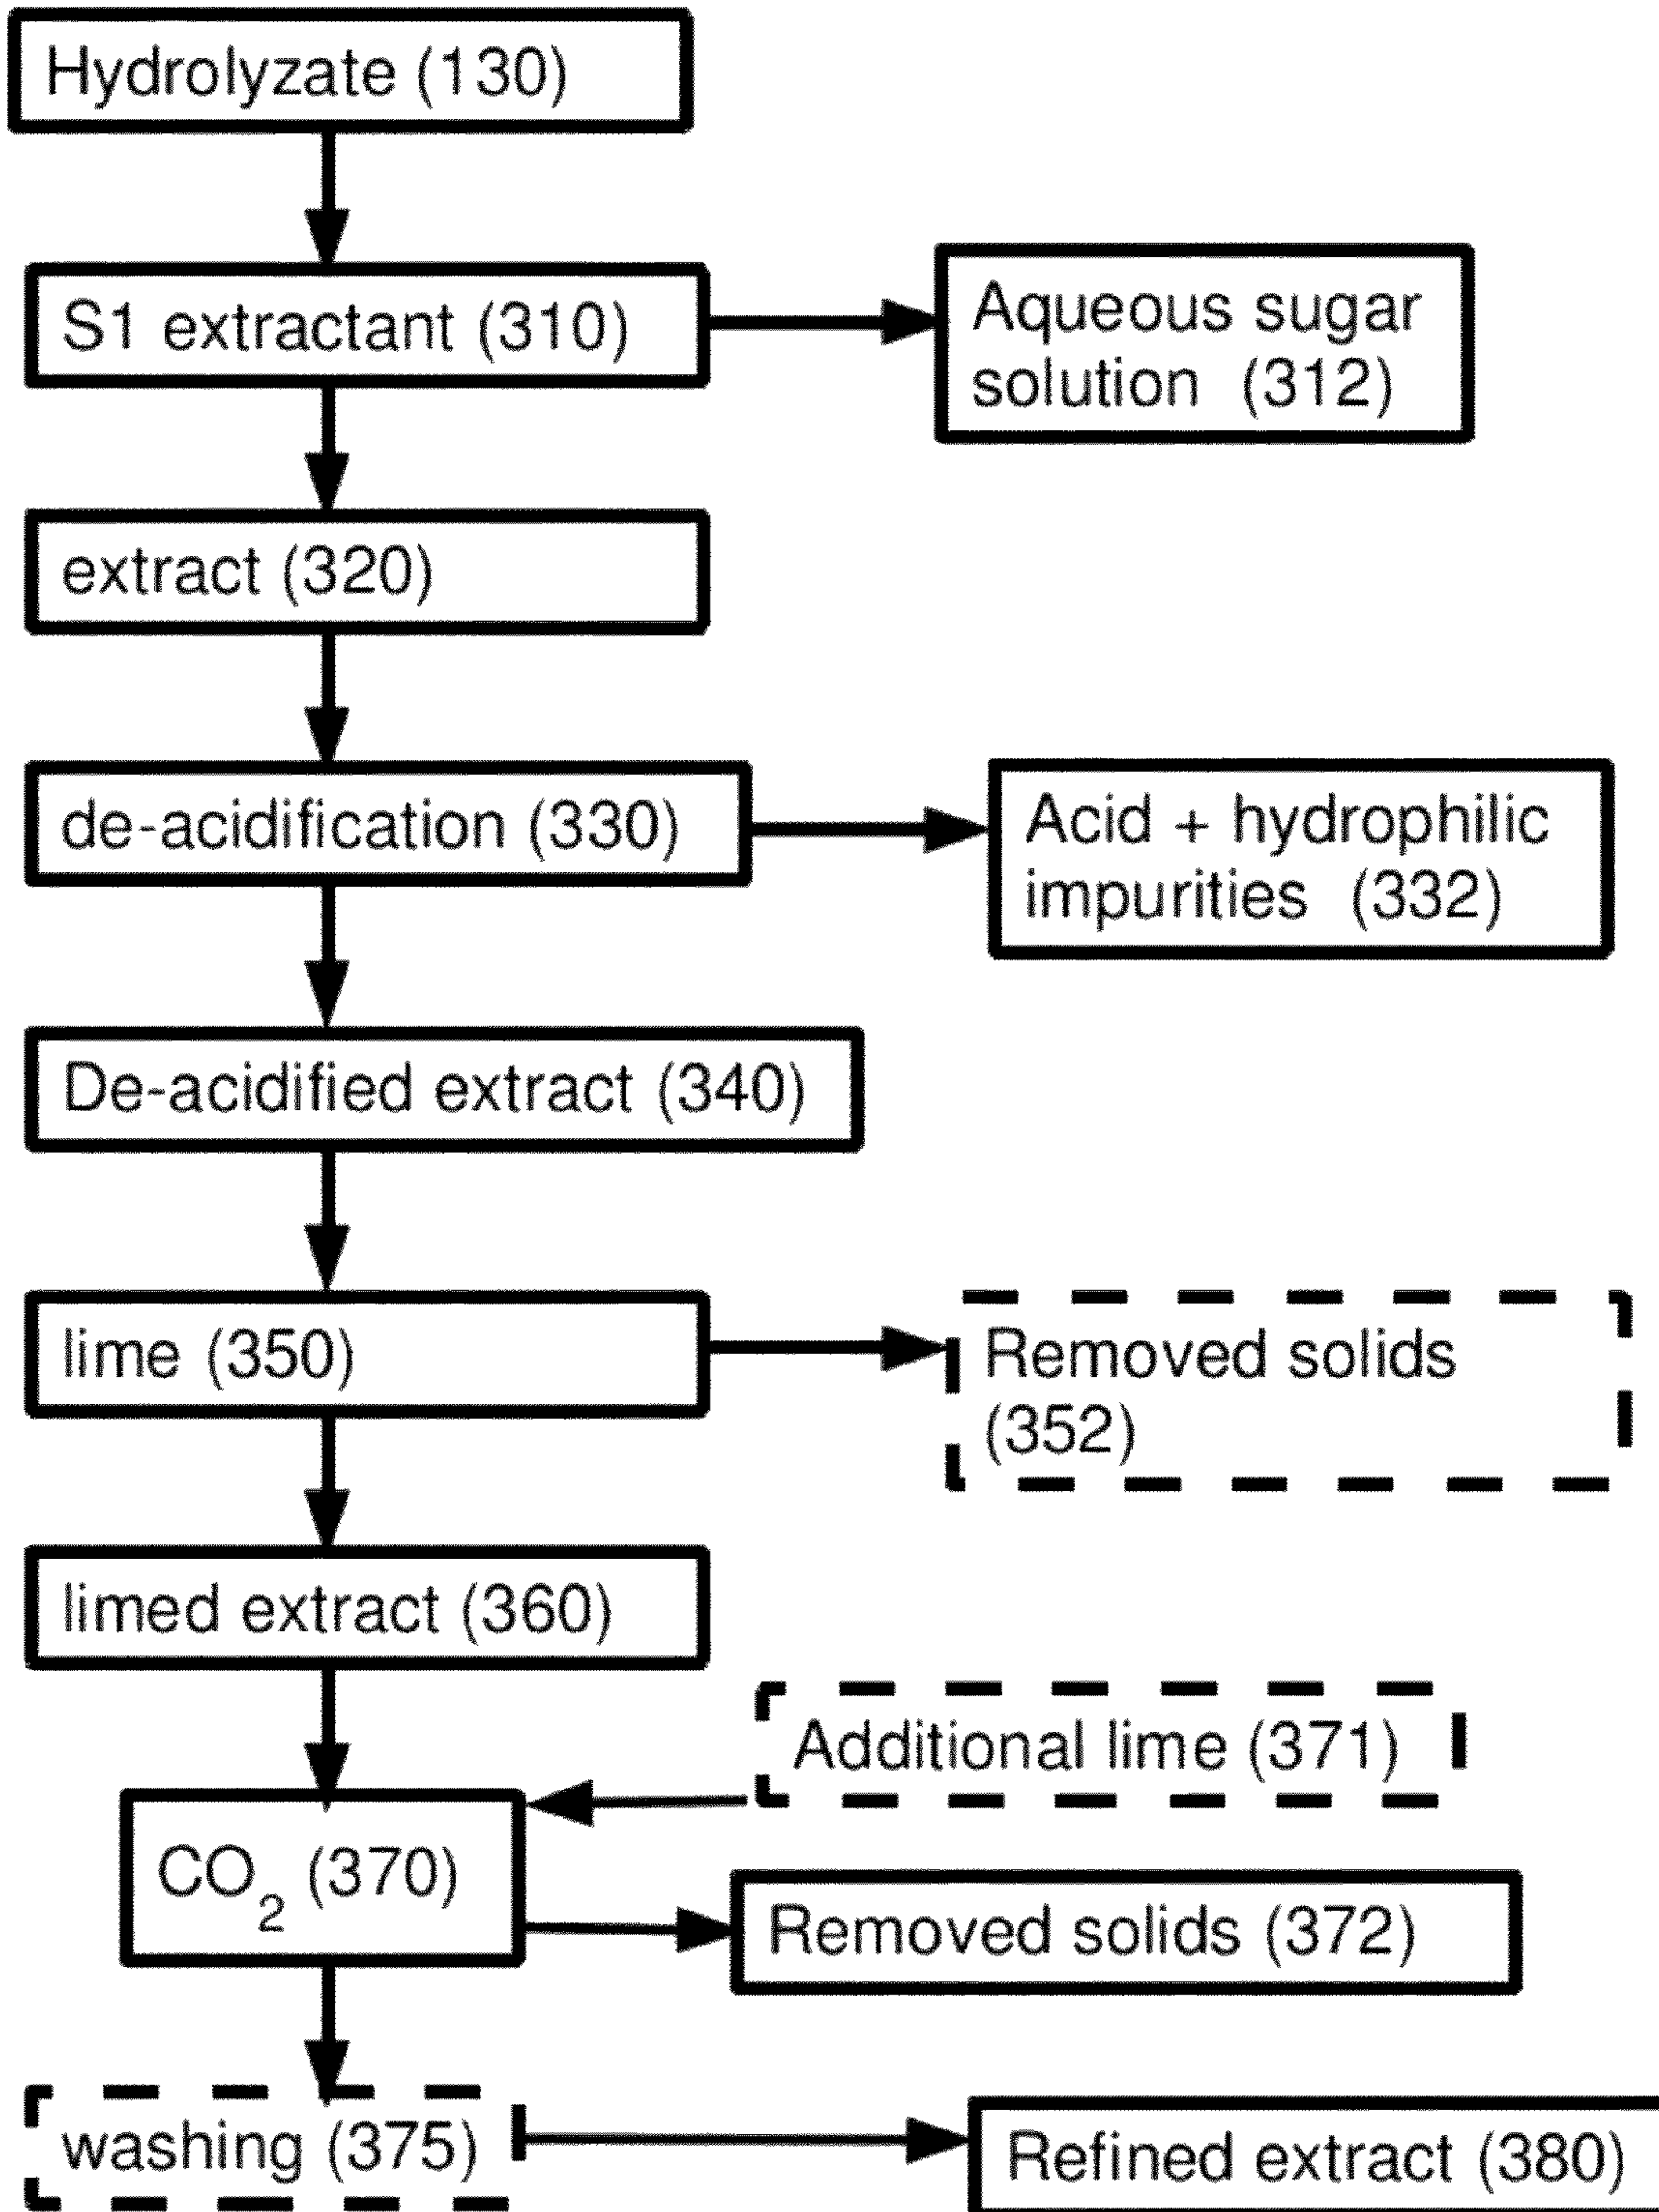 Hydrolyzate (130)
S1 extractant (310)
Aqueous sugar
solution (312)
extract (320)
de-acidification (330)
Acid + hydrophilic
impurities (332)
De-acidified extract (340)
lime (350)
Removed solids
(352)
limed extract (360)
Additional lime (371)
CO₂ (370)
Removed solids (372)
washing (375)
Refined extract (380)